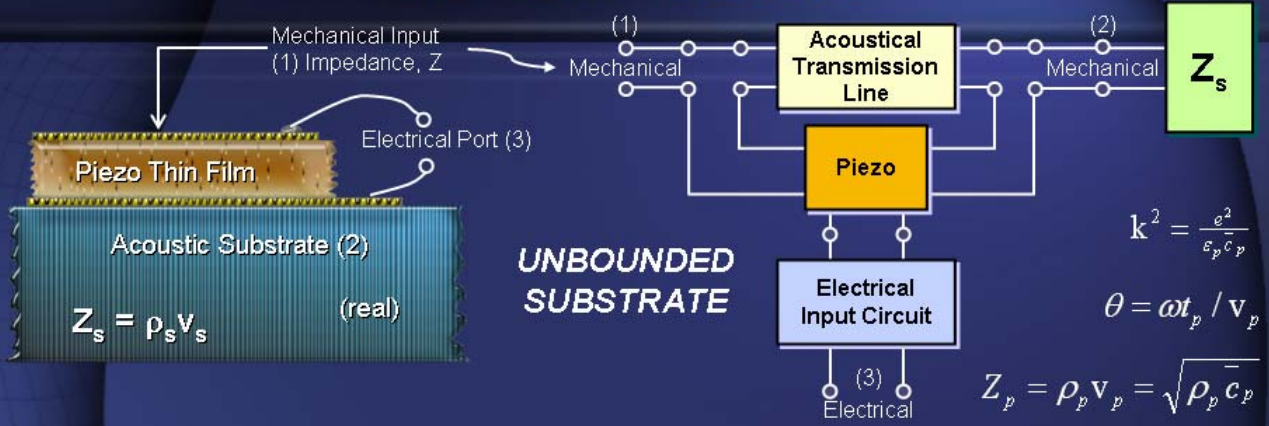 Mechanical Input
(1) Impedance, Z
Electrical Port (3)
Piezo Thin Film
Acoustic Substrate (2)
Z_s = ρ_s v_s
(real)
UNBOUNDED
SUBSTRATE
(1)
Mechanical
Acoustical
Transmission
Line
(2)
Mechanical
Z_s
Piezo
Electrical
Input Circuit
(3)
Electrical
k² = e² / ε_p c̅_p
θ = ωt_p / v_p
Z_p = ρ_p v_p = √(ρ_p c̅_p)